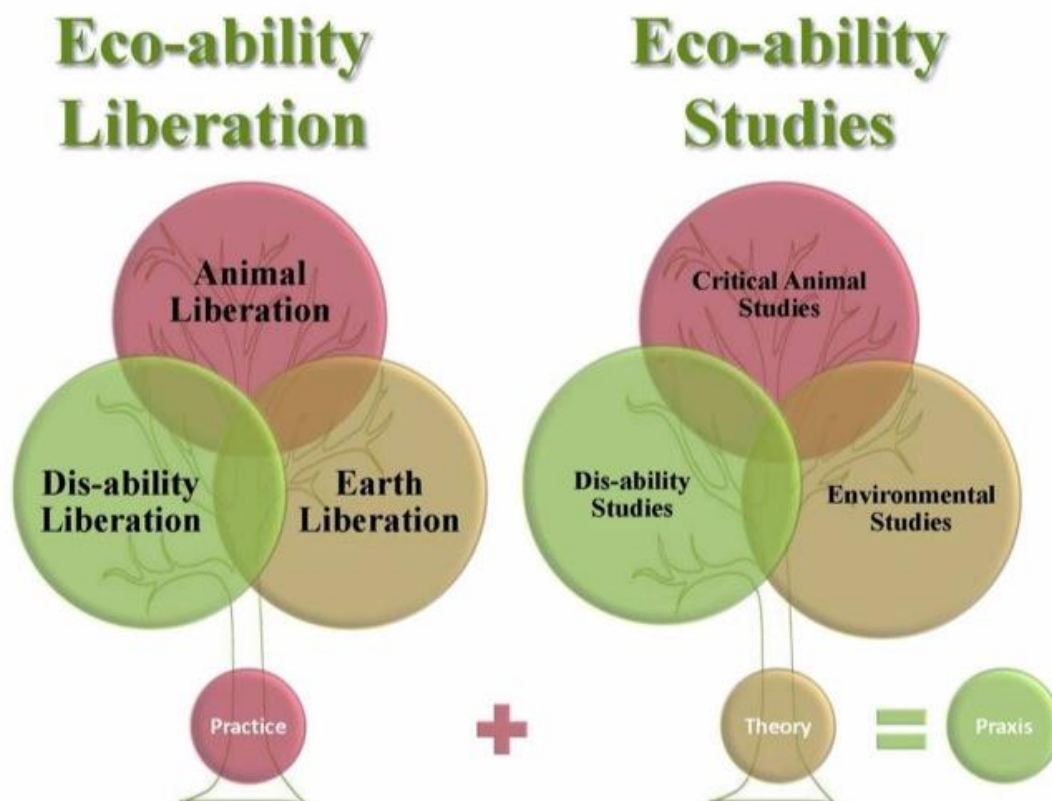 Eco-ability
Liberation
Eco-ability
Studies
Animal
Liberation
Dis-ability
Liberation
Earth
Liberation
Critical Animal
Studies
Dis-ability
Studies
Environmental
Studies
Practice
+
Theory
=
Praxis